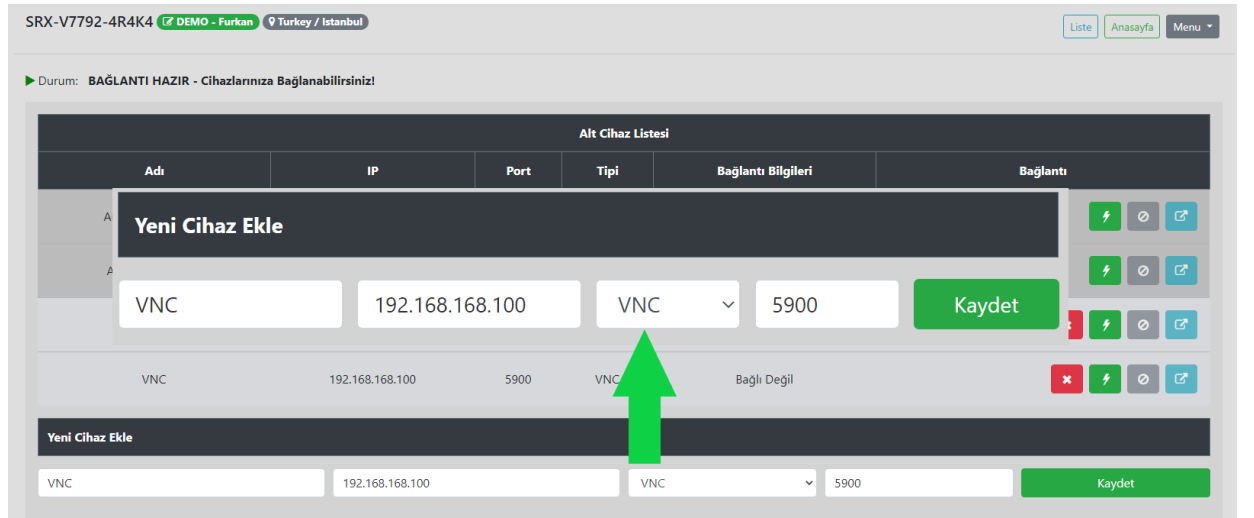 SRX-V7792-4R4K4 DEMO - Furkan Turkey / Istanbul Liste Anasayfa Menu
Durum: BAĞLANTI HAZIR - Cihazlarınıza Bağlanabilirsiniz!
Alt Cihaz Listesi
Adı IP Port Tipi Bağlantı Bilgileri Bağlantı
A
Yeni Cihaz Ekle
A
VNC 192.168.168.100 VNC 5900 Kaydet
VNC 192.168.168.100 5900 VNC Bağlı Değil
Yeni Cihaz Ekle
VNC 192.168.168.100 VNC 5900 Kaydet